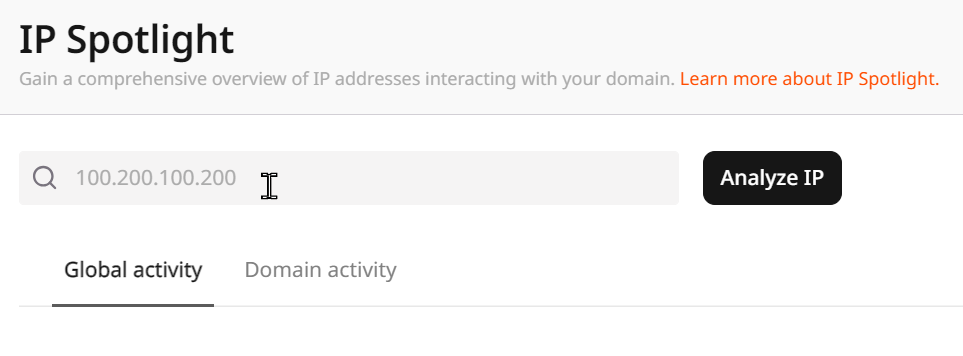 IP Spotlight
Gain a comprehensive overview of IP addresses interacting with your domain. Learn more about IP Spotlight.
100.200.100.200
Analyze IP
Global activity
Domain activity